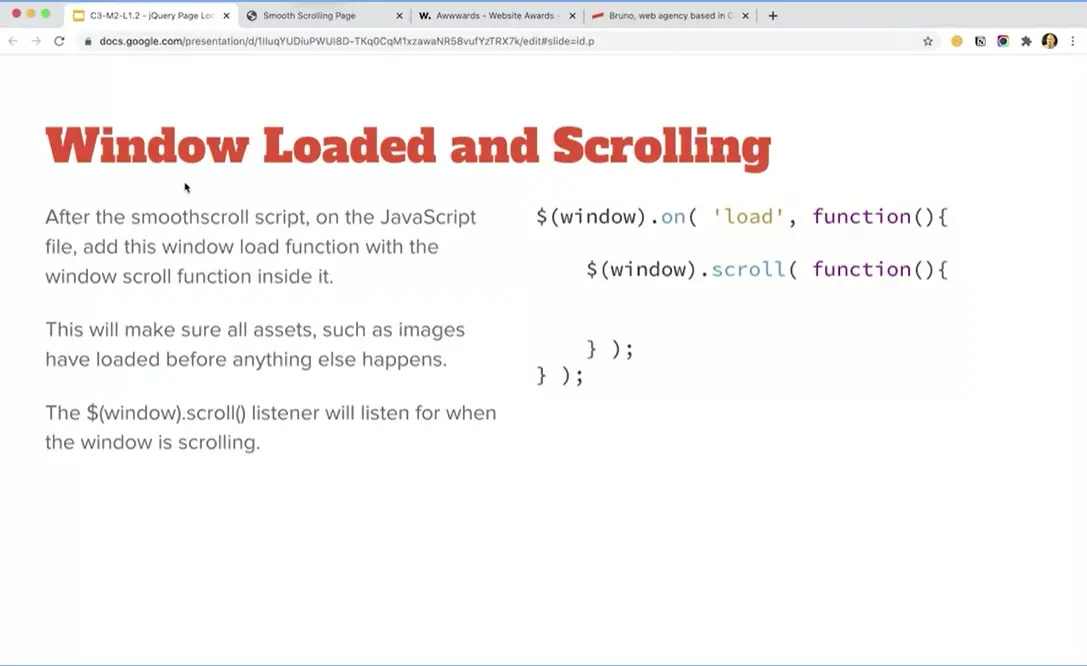 C3-M2-L1.2 - jQuery Page Loc
Smooth Scrolling Page
W. Awwwards - Website Awards -
Bruno, web agency based in C
docs.google.com/presentation/d/1IluqYUDiuPWUI8D-TKq0CqM1xzawaNR58vufYzTRX7k/edit#slide=id.p
Window Loaded and Scrolling
After the smoothscroll script, on the JavaScript
file, add this window load function with the
window scroll function inside it.
This will make sure all assets, such as images
have loaded before anything else happens.
The $(window).scroll() listener will listen for when
the window is scrolling.
$(window).on( 'load', function(){
$(window).scroll( function(){
} );
} );